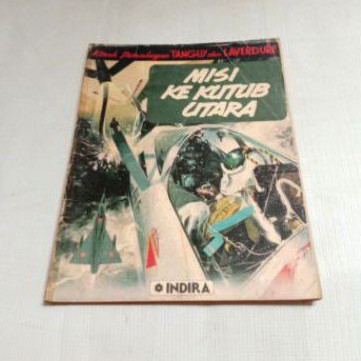 Kisah Petualangan TANGUY dan LAVERDURE
MISI
KE KUTUB
UTARA
INDIRA